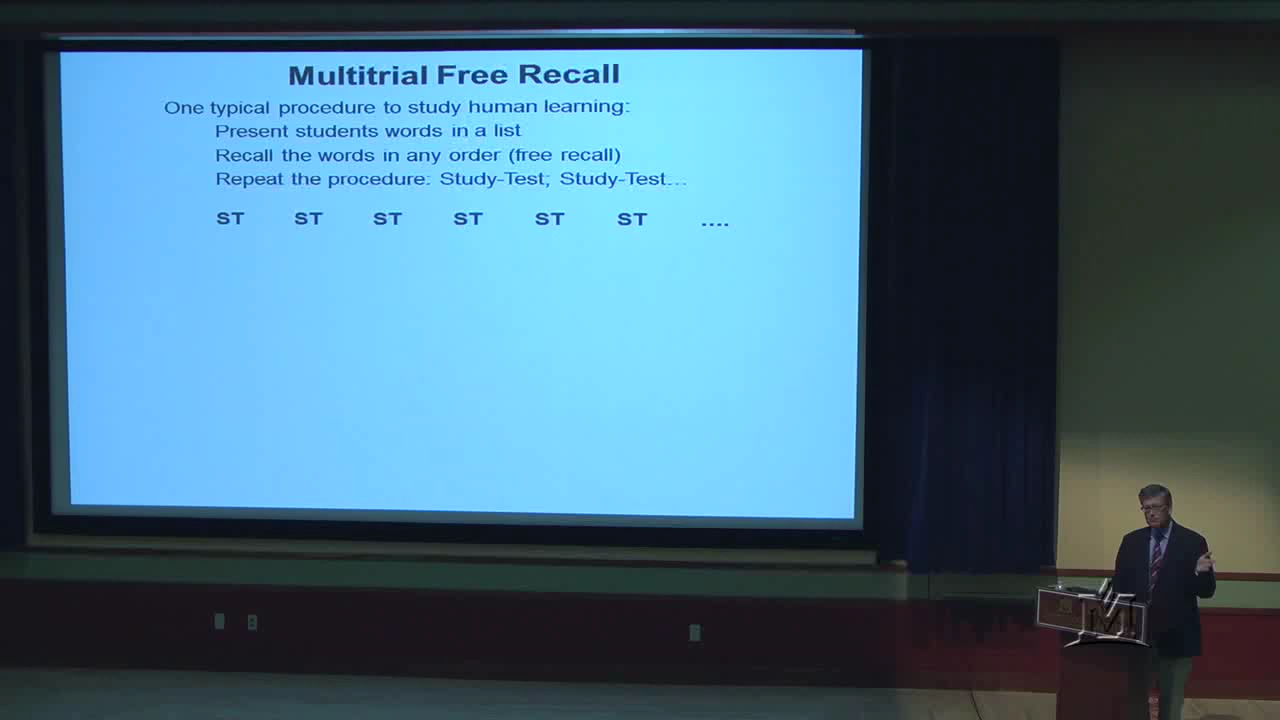 Multitrial Free Recall
One typical procedure to study human learning:
Present students words in a list
Recall the words in any order (free recall)
Repeat the procedure: Study-Test; Study-Test...
ST ST ST ST ST ST ....
M